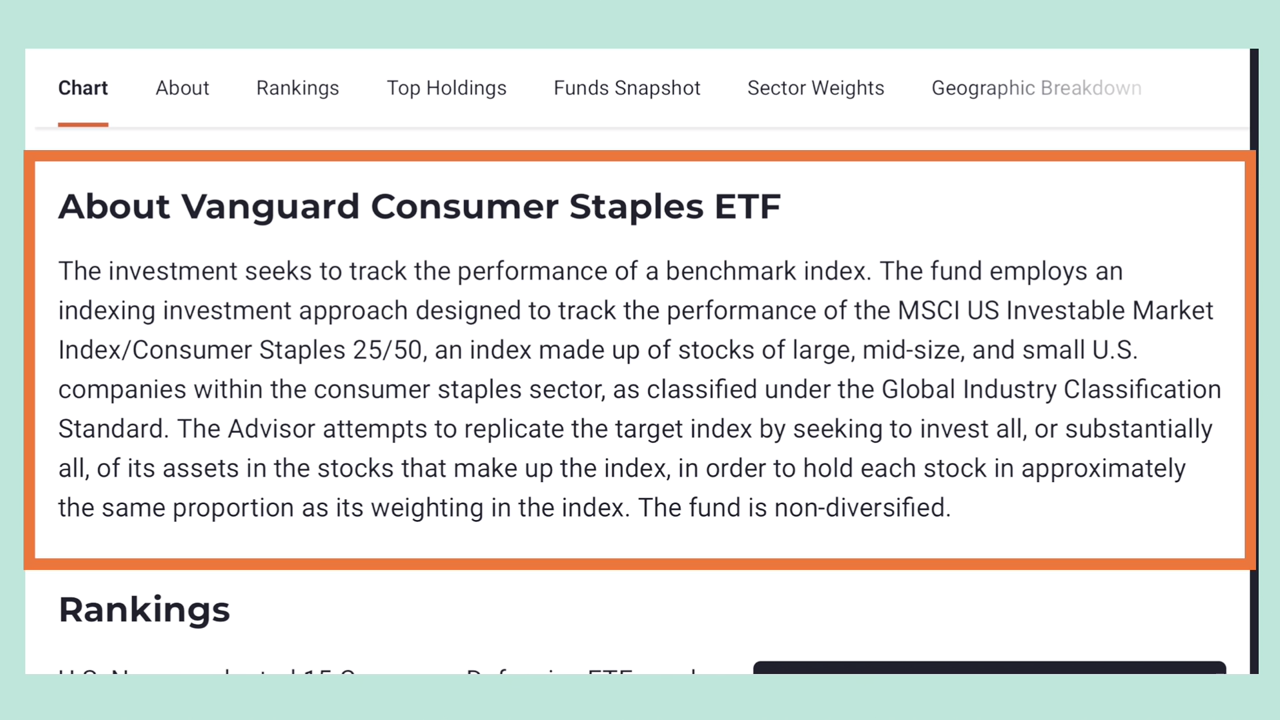 Chart About Rankings Top Holdings Funds Snapshot Sector Weights Geographic Breakdown
About Vanguard Consumer Staples ETF
The investment seeks to track the performance of a benchmark index. The fund employs an
indexing investment approach designed to track the performance of the MSCI US Investable Market
Index/Consumer Staples 25/50, an index made up of stocks of large, mid-size, and small U.S.
companies within the consumer staples sector, as classified under the Global Industry Classification
Standard. The Advisor attempts to replicate the target index by seeking to invest all, or substantially
all, of its assets in the stocks that make up the index, in order to hold each stock in approximately
the same proportion as its weighting in the index. The fund is non-diversified.
Rankings